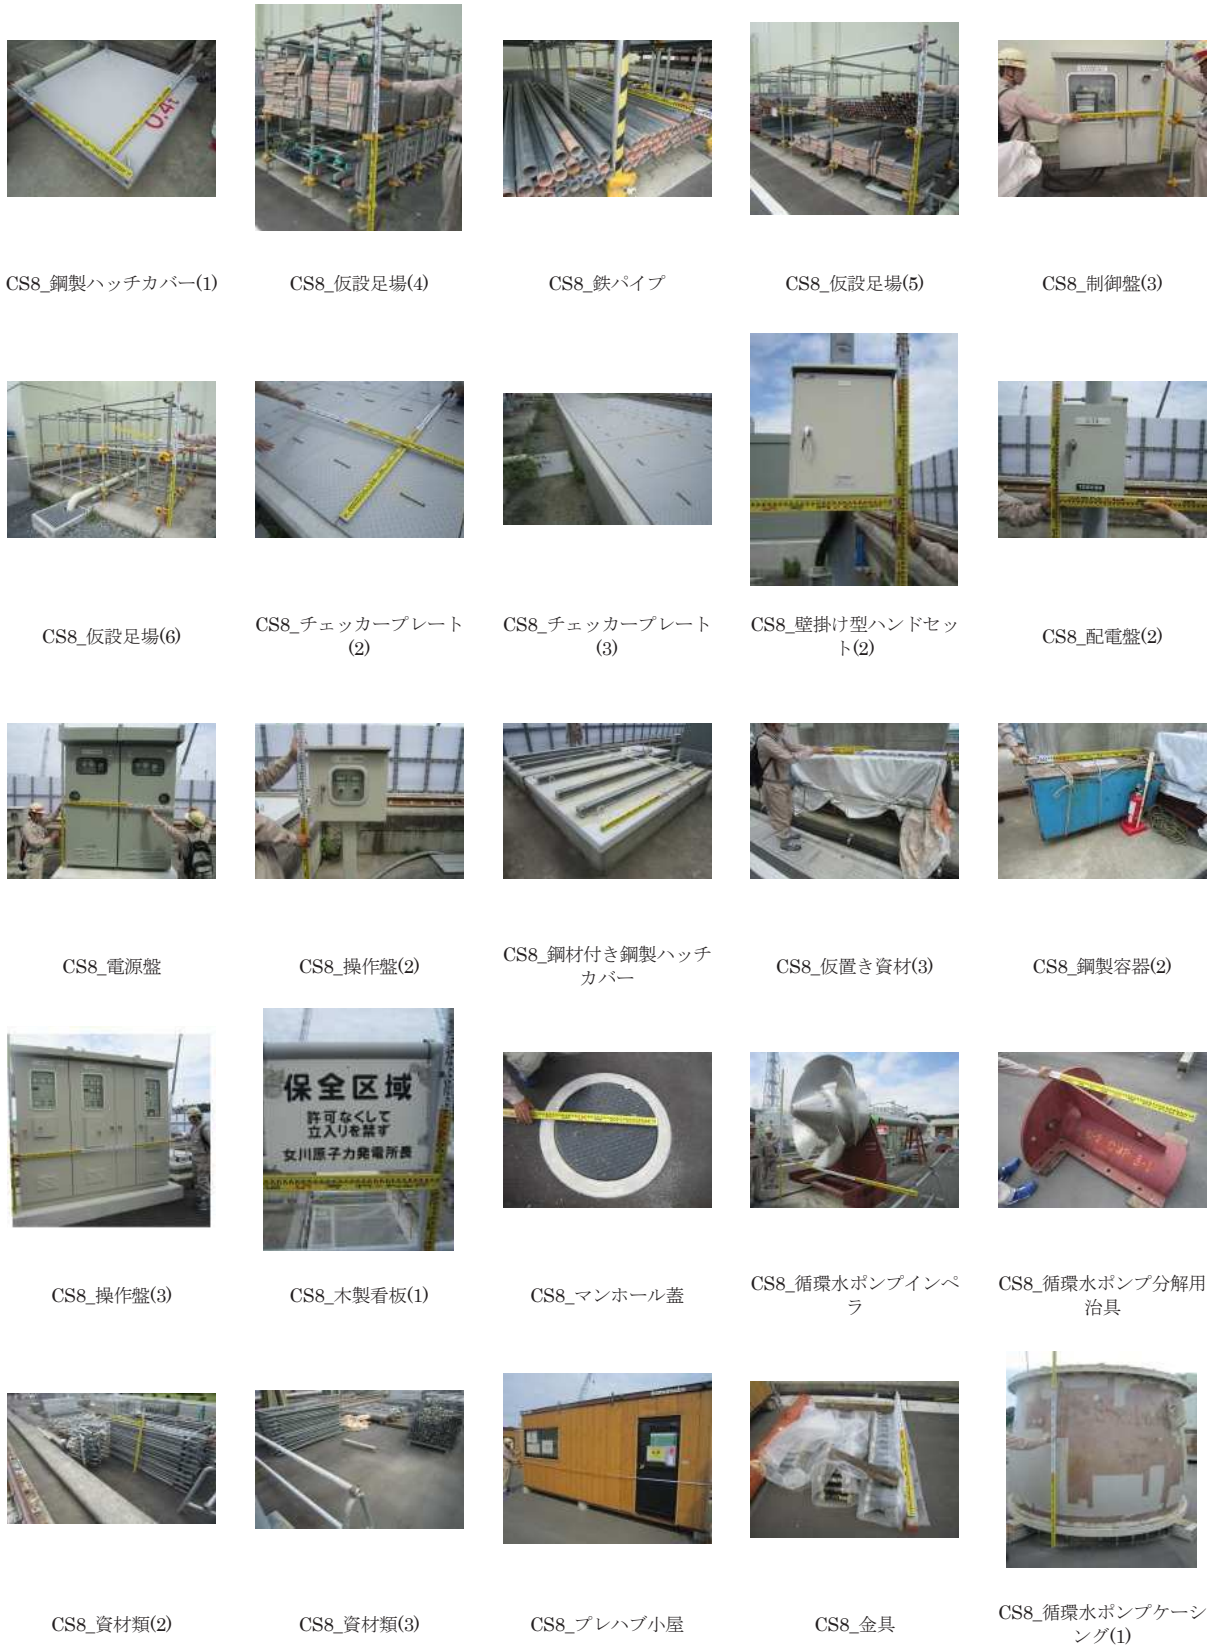 0.4t
CS8_鋼製ハッチカバー(1)
CS8_仮設足場(4)
CS8_鉄パイプ
CS8_仮設足場(5)
CS8_制御盤(3)
CS8_仮設足場(6)
CS8_チェッカープレート
(2)
CS8_チェッカープレート
(3)
CS8_壁掛け型ハンドセッ
ト(2)
TOSHIBA
CS8_配電盤(2)
CS8_電源盤
CS8_操作盤(2)
CS8_鋼材付き鋼製ハッチ
カバー
CS8_仮置き資材(3)
CS8_鋼製容器(2)
CS8_操作盤(3)
保全区域
許可なくして
立入りを禁ず
女川原子力発電所長
CS8_木製看板(1)
CS8_マンホール蓋
CS8_循環水ポンプインペ
ラ
CS8_循環水ポンプ分解用
治具
CS8_資材類(2)
CS8_資材類(3)
CS8_プレハブ小屋
CS8_金具
CS8_循環水ポンプケーシ
ング(1)